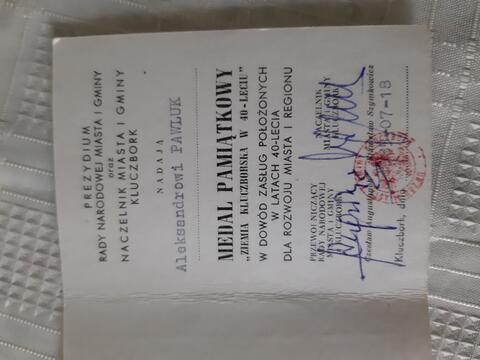 PREZYDIUM
RADY NARODOWEJ MIASTA I GMINY
oraz
NACZELNIK MIASTA I GMINY
KLUCZBORK
NADAJĄ
Aleksandrowi PAWLUK
MEDAL PAMIĄTKOWY
„ZIEMIA KLUCZBORSKA W 40-LECIU”
W DOWÓD ZASŁUG POŁOŻONYCH
W LATACH 40-LECIA
DLA ROZWOJU MIASTA I REGIONU
PRZEWODNICZĄCY
RADY NARODOWEJ
MIASTA I GMINY
KLUCZBORK
NACZELNIK
MIASTA I GMINY
KLUCZBORK
Szymkowicz
Kluczbork, dnia
-07-18